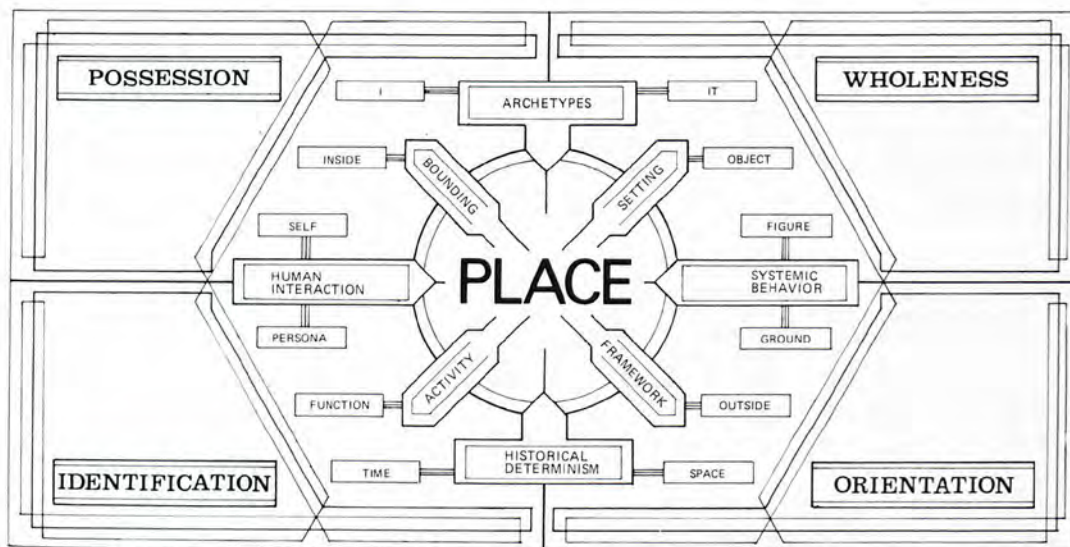 POSSESSION
WHOLENESS
I
ARCHETYPES
IT
INSIDE
BOUNDING
SETTING
OBJECT
SELF
FIGURE
HUMAN
INTERACTION
PLACE
SYSTEMIC
BEHAVIOR
PERSONA
GROUND
ACTIVITY
FRAMEWORK
FUNCTION
OUTSIDE
HISTORICAL
DETERMINISM
TIME
SPACE
IDENTIFICATION
ORIENTATION